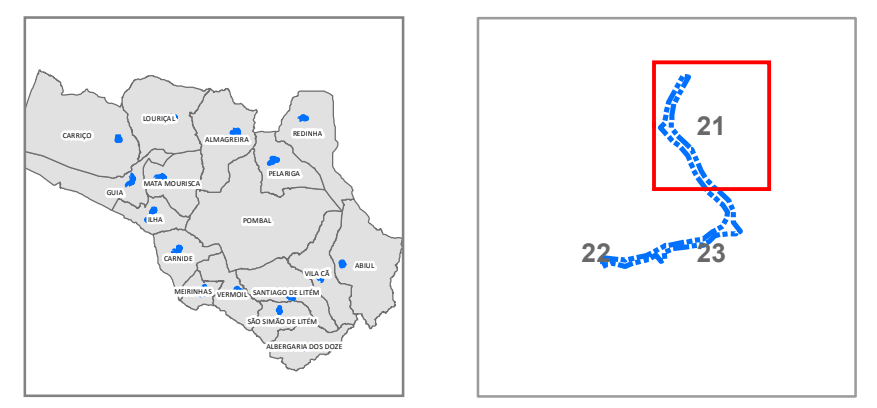 LOURIÇAL
CARRIÇO
ALMAGREIRA
REDINHA
PELARIGA
MATA MOURISCA
GUIA
ILHA
POMBAL
CARNIDE
ABIUL
VILA CÃ
MEIRINHAS
VERMOIL
SANTIAGO DE LITÉM
SÃO SIMÃO DE LITÉM
ALBERGARIA DOS DOZE
21
22
23